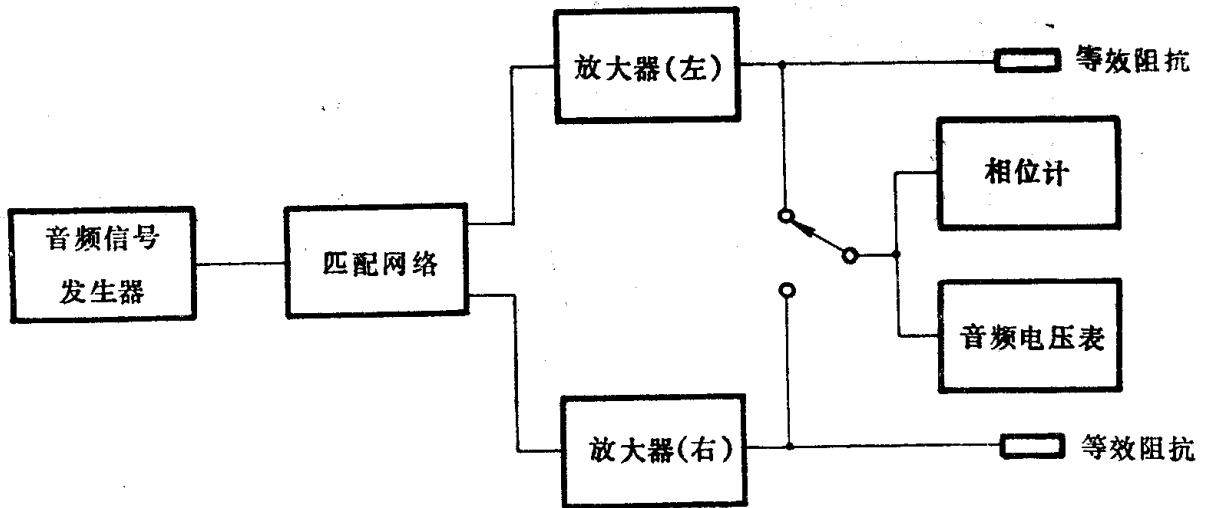 放大器(左)
等效阻抗
相位计
音频信号
发生器
匹配网络
音频电压表
放大器(右)
等效阻抗